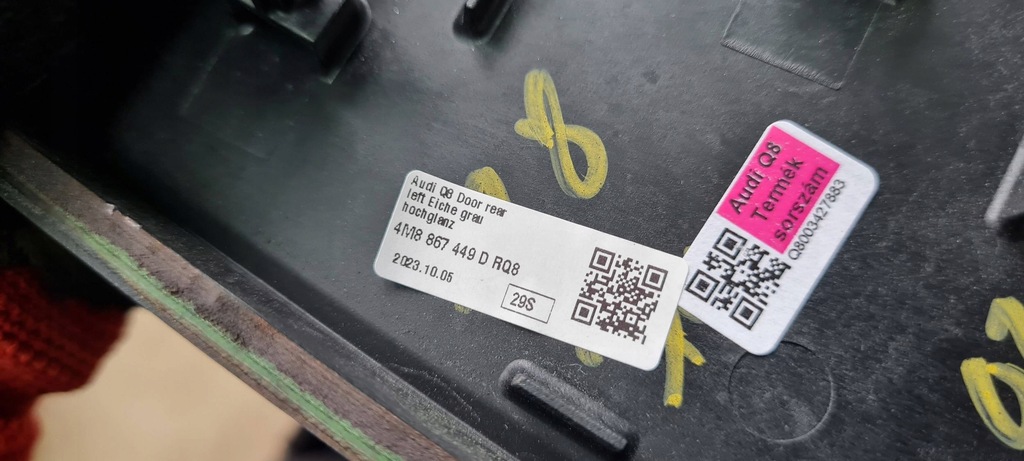 Audi Q8 Door rear
left Eiche grau
hochglanz
4M8 867 449 D RQ8
2023.10.05
29S
Audi Q8
Termék
sorszám
Q8003427883